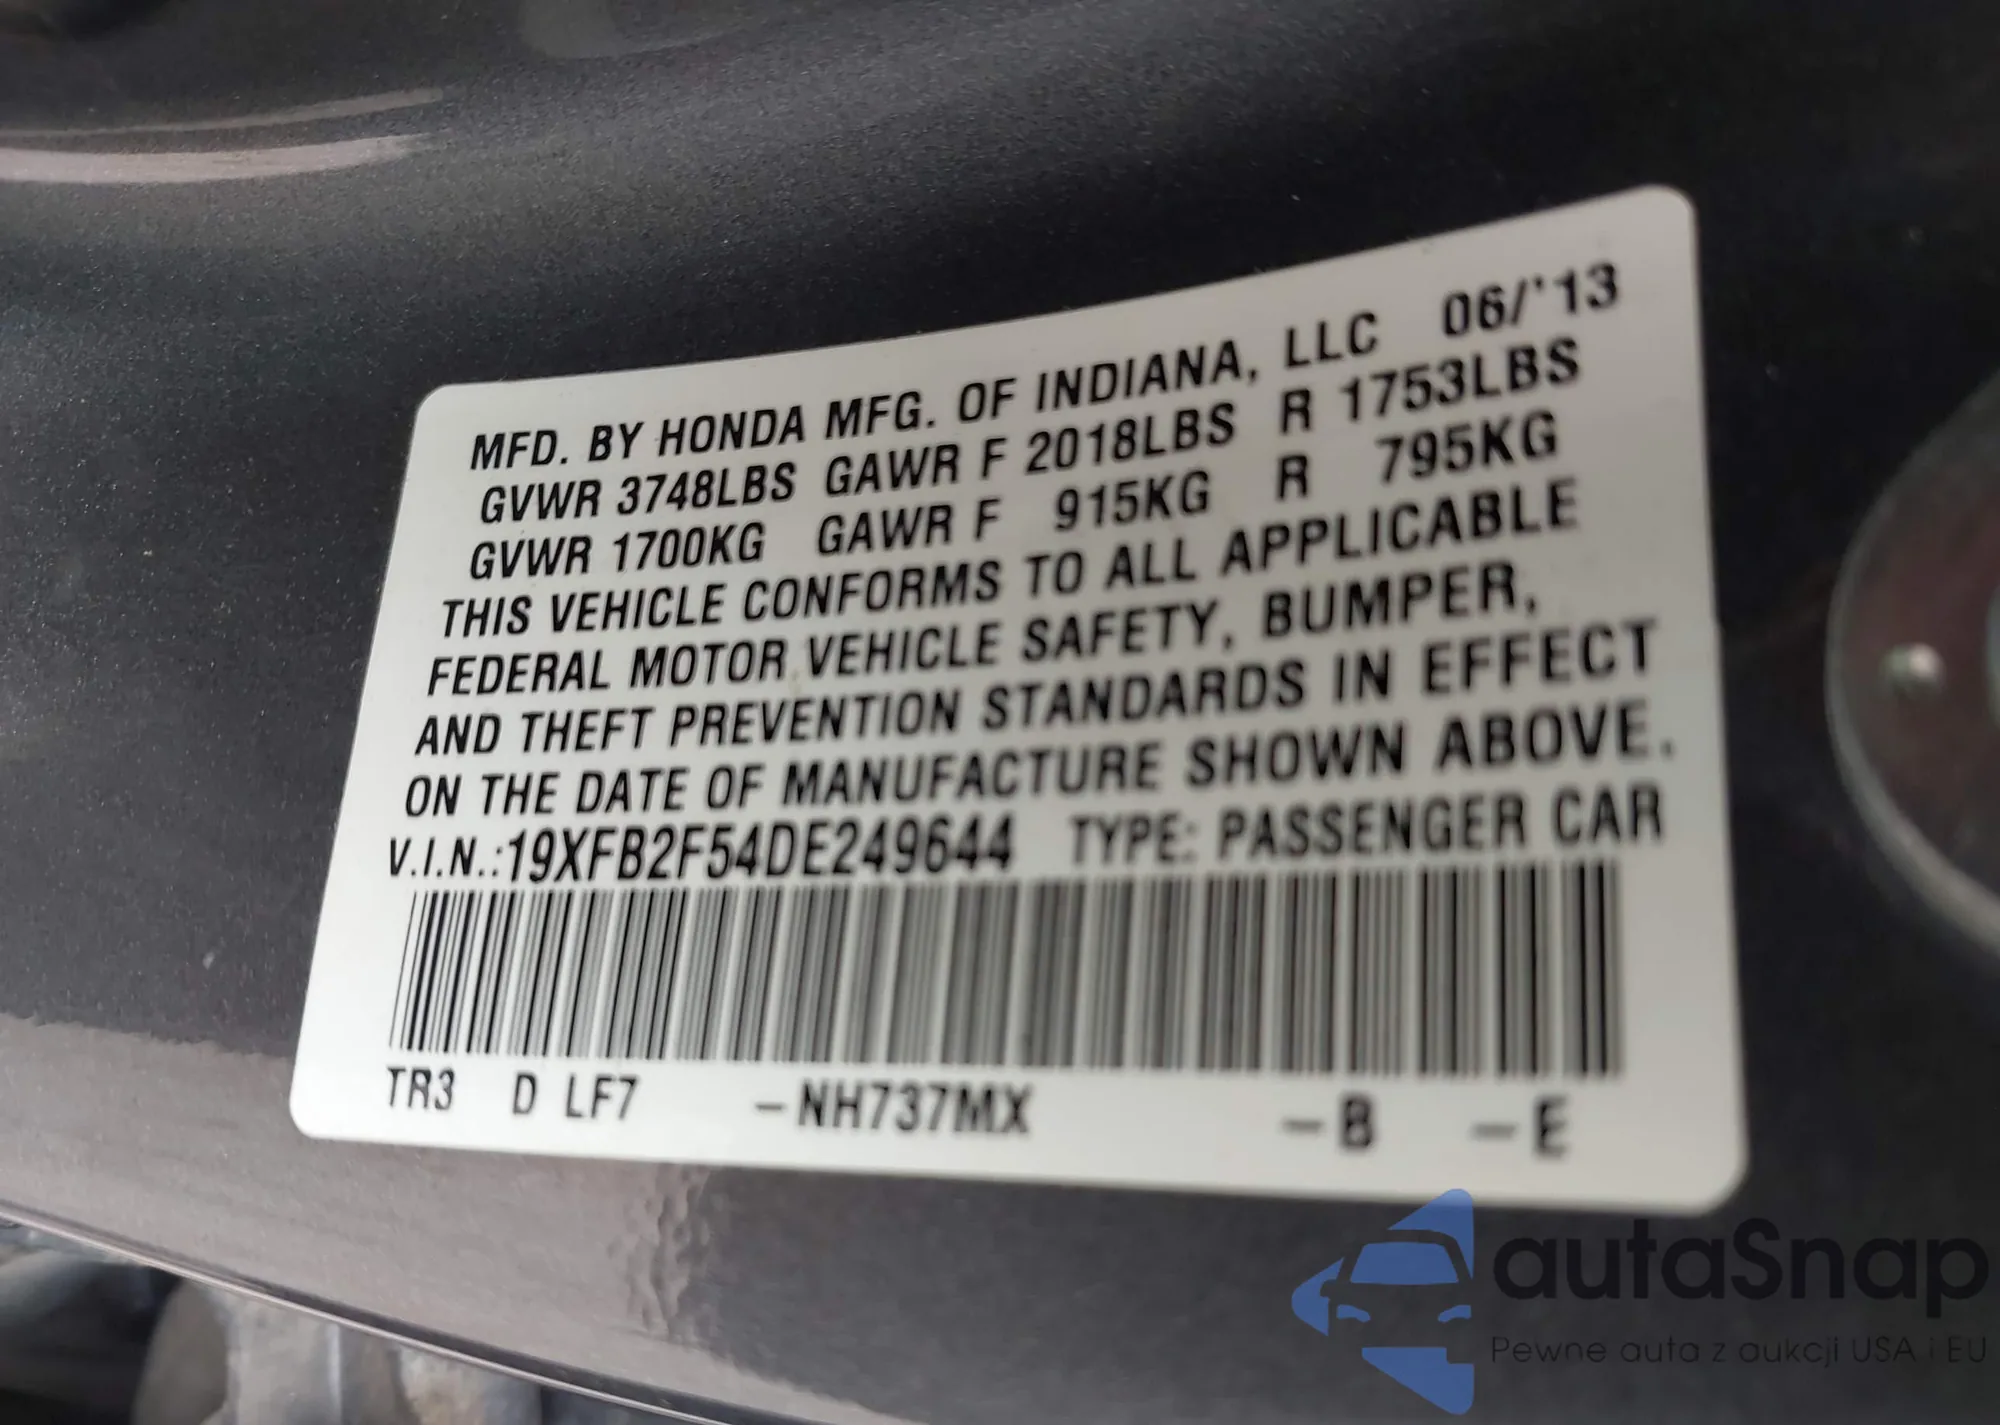 MFD. BY HONDA MFG. OF INDIANA, LLC 06/'13
GVWR 3748LBS GAWR F 2018LBS R 1753LBS
GVWR 1700KG GAWR F 915KG R 795KG
THIS VEHICLE CONFORMS TO ALL APPLICABLE
FEDERAL MOTOR VEHICLE SAFETY, BUMPER,
AND THEFT PREVENTION STANDARDS IN EFFECT
ON THE DATE OF MANUFACTURE SHOWN ABOVE.
V.I.N.:19XFB2F54DE249644 TYPE: PASSENGER CAR
TR3 D LF7 -NH737MX -B -E
autaSnap
Pewne auta z aukcji USA i EU